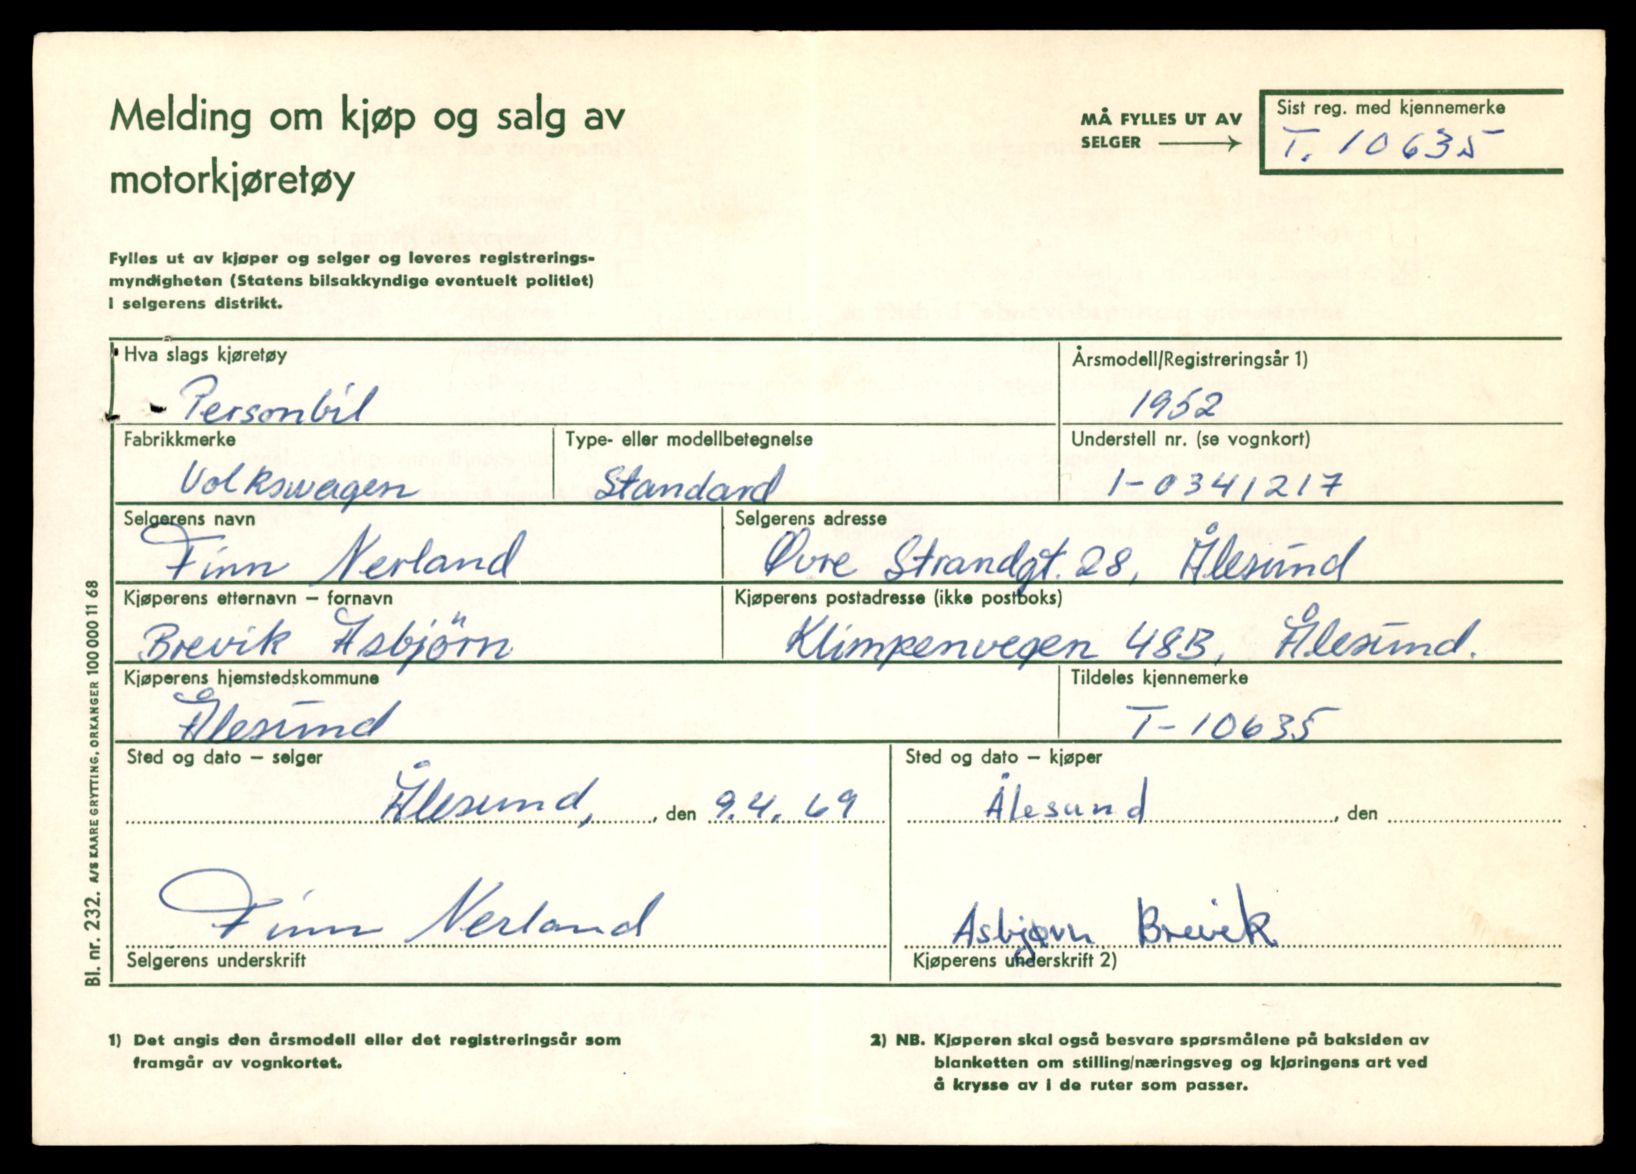 Melding om kjøp og salg av
motorkjøretøy
MÅ FYLLES UT AV
SELGER
Sist reg. med kjennemerke
T. 10635
Fylles ut av kjøper og selger og leveres registrerings-
myndigheten (Statens bilsakkyndige eventuelt politiet)
i selgerens distrikt.
Hva slags kjøretøy
Årsmodell/Registreringsår 1)
Personbil
1952
Fabrikkmerke
Type- eller modellbetegnelse
Understell nr. (se vognkort)
Volkswagen
Standard
1-0341217
Selgerens navn
Selgerens adresse
Finn Nerland
Øvre Strandgt. 28, Ålesund
Kjøperens etternavn – fornavn
Kjøperens postadresse (ikke postboks)
Brevik Asbjörn
Klimpenvegen 48B, Ålesund.
Kjøperens hjemstedskommune
Tildeles kjennemerke
Ålesund
T-10635
Sted og dato – selger
Sted og dato – kjøper
Ålesund, , den 9.4.69
Ålesund , den
Finn Nerland
Asbjørn Brevik
Selgerens underskrift
Kjøperens underskrift 2)
Bl. nr. 232. A/S KAARE GRYTTING, ORKANGER 100 000 11 68
1) Det angis den årsmodell eller det registreringsår som
framgår av vognkortet.
2) NB. Kjøperen skal også besvare spørsmålene på baksiden av
blanketten om stilling/næringsveg og kjøringens art ved
å krysse av i de ruter som passer.